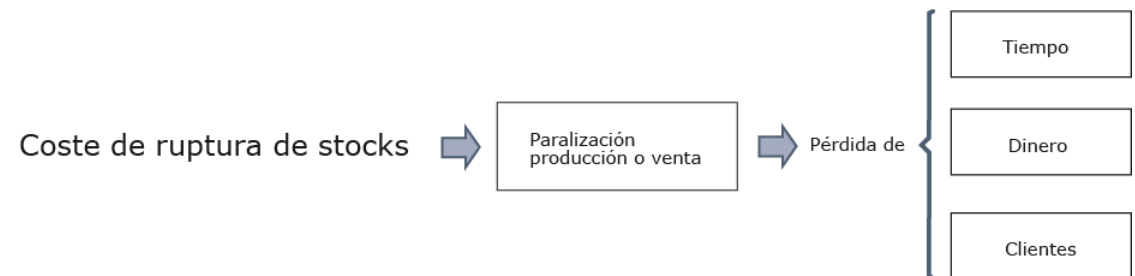 Coste de ruptura de stocks
Paralización
producción o venta
Pérdida de
Tiempo
Dinero
Clientes